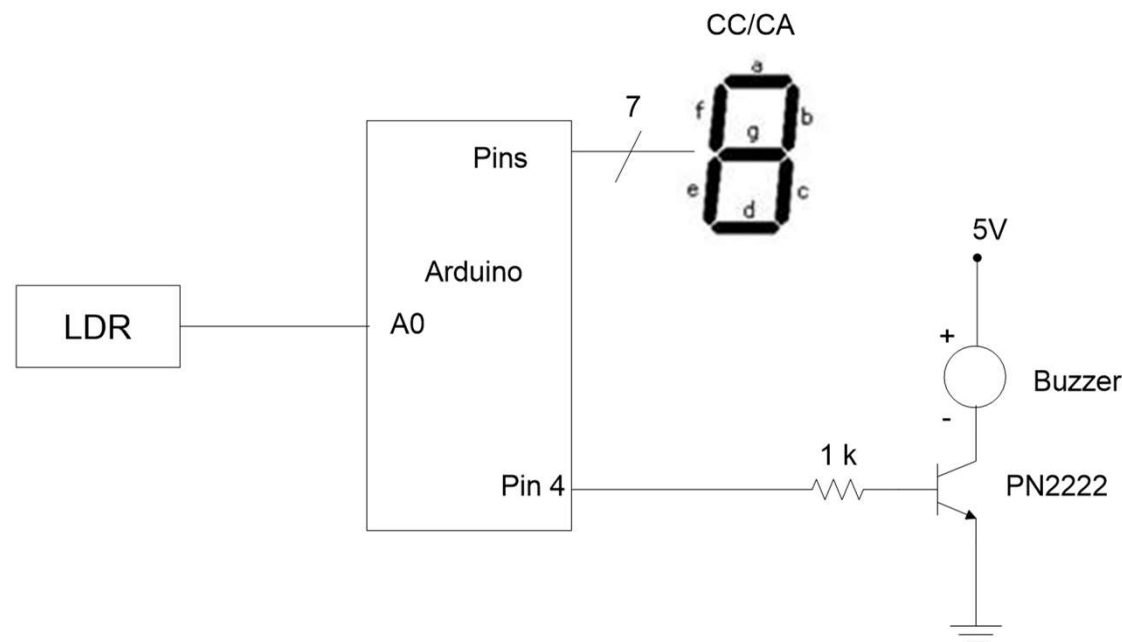 CC/CA
a
7
f
b
Pins
g
e
c
d
5V
Arduino
LDR
A0
+
Buzzer
-
1 k
Pin 4
PN2222